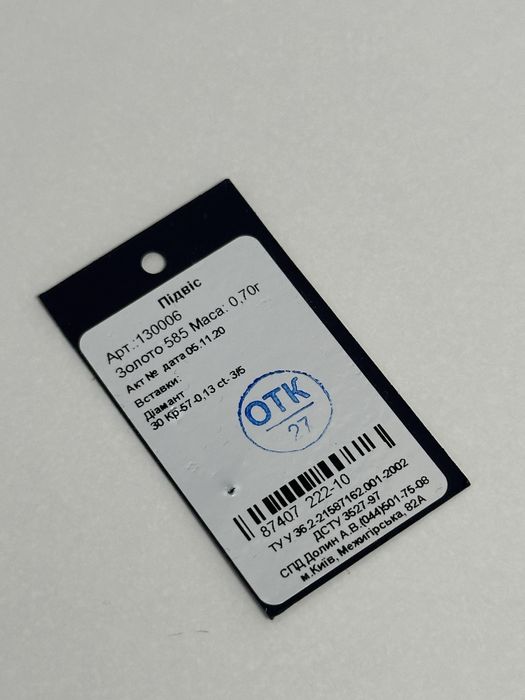 Підвіс
Арт.:130006
Золото 585 Маса: 0,70г
Акт № дата 05.11.20
Вставки:
Діамант
30 Кр-57-0,13 ct- 3/5
ОТК
27
87407 222-10
ТУ У 36.2-21587162.001-2002
ДСТУ 3527-97
СПД Долин А.В.(044)501-75-08
м.Київ, Межигірська, 82А